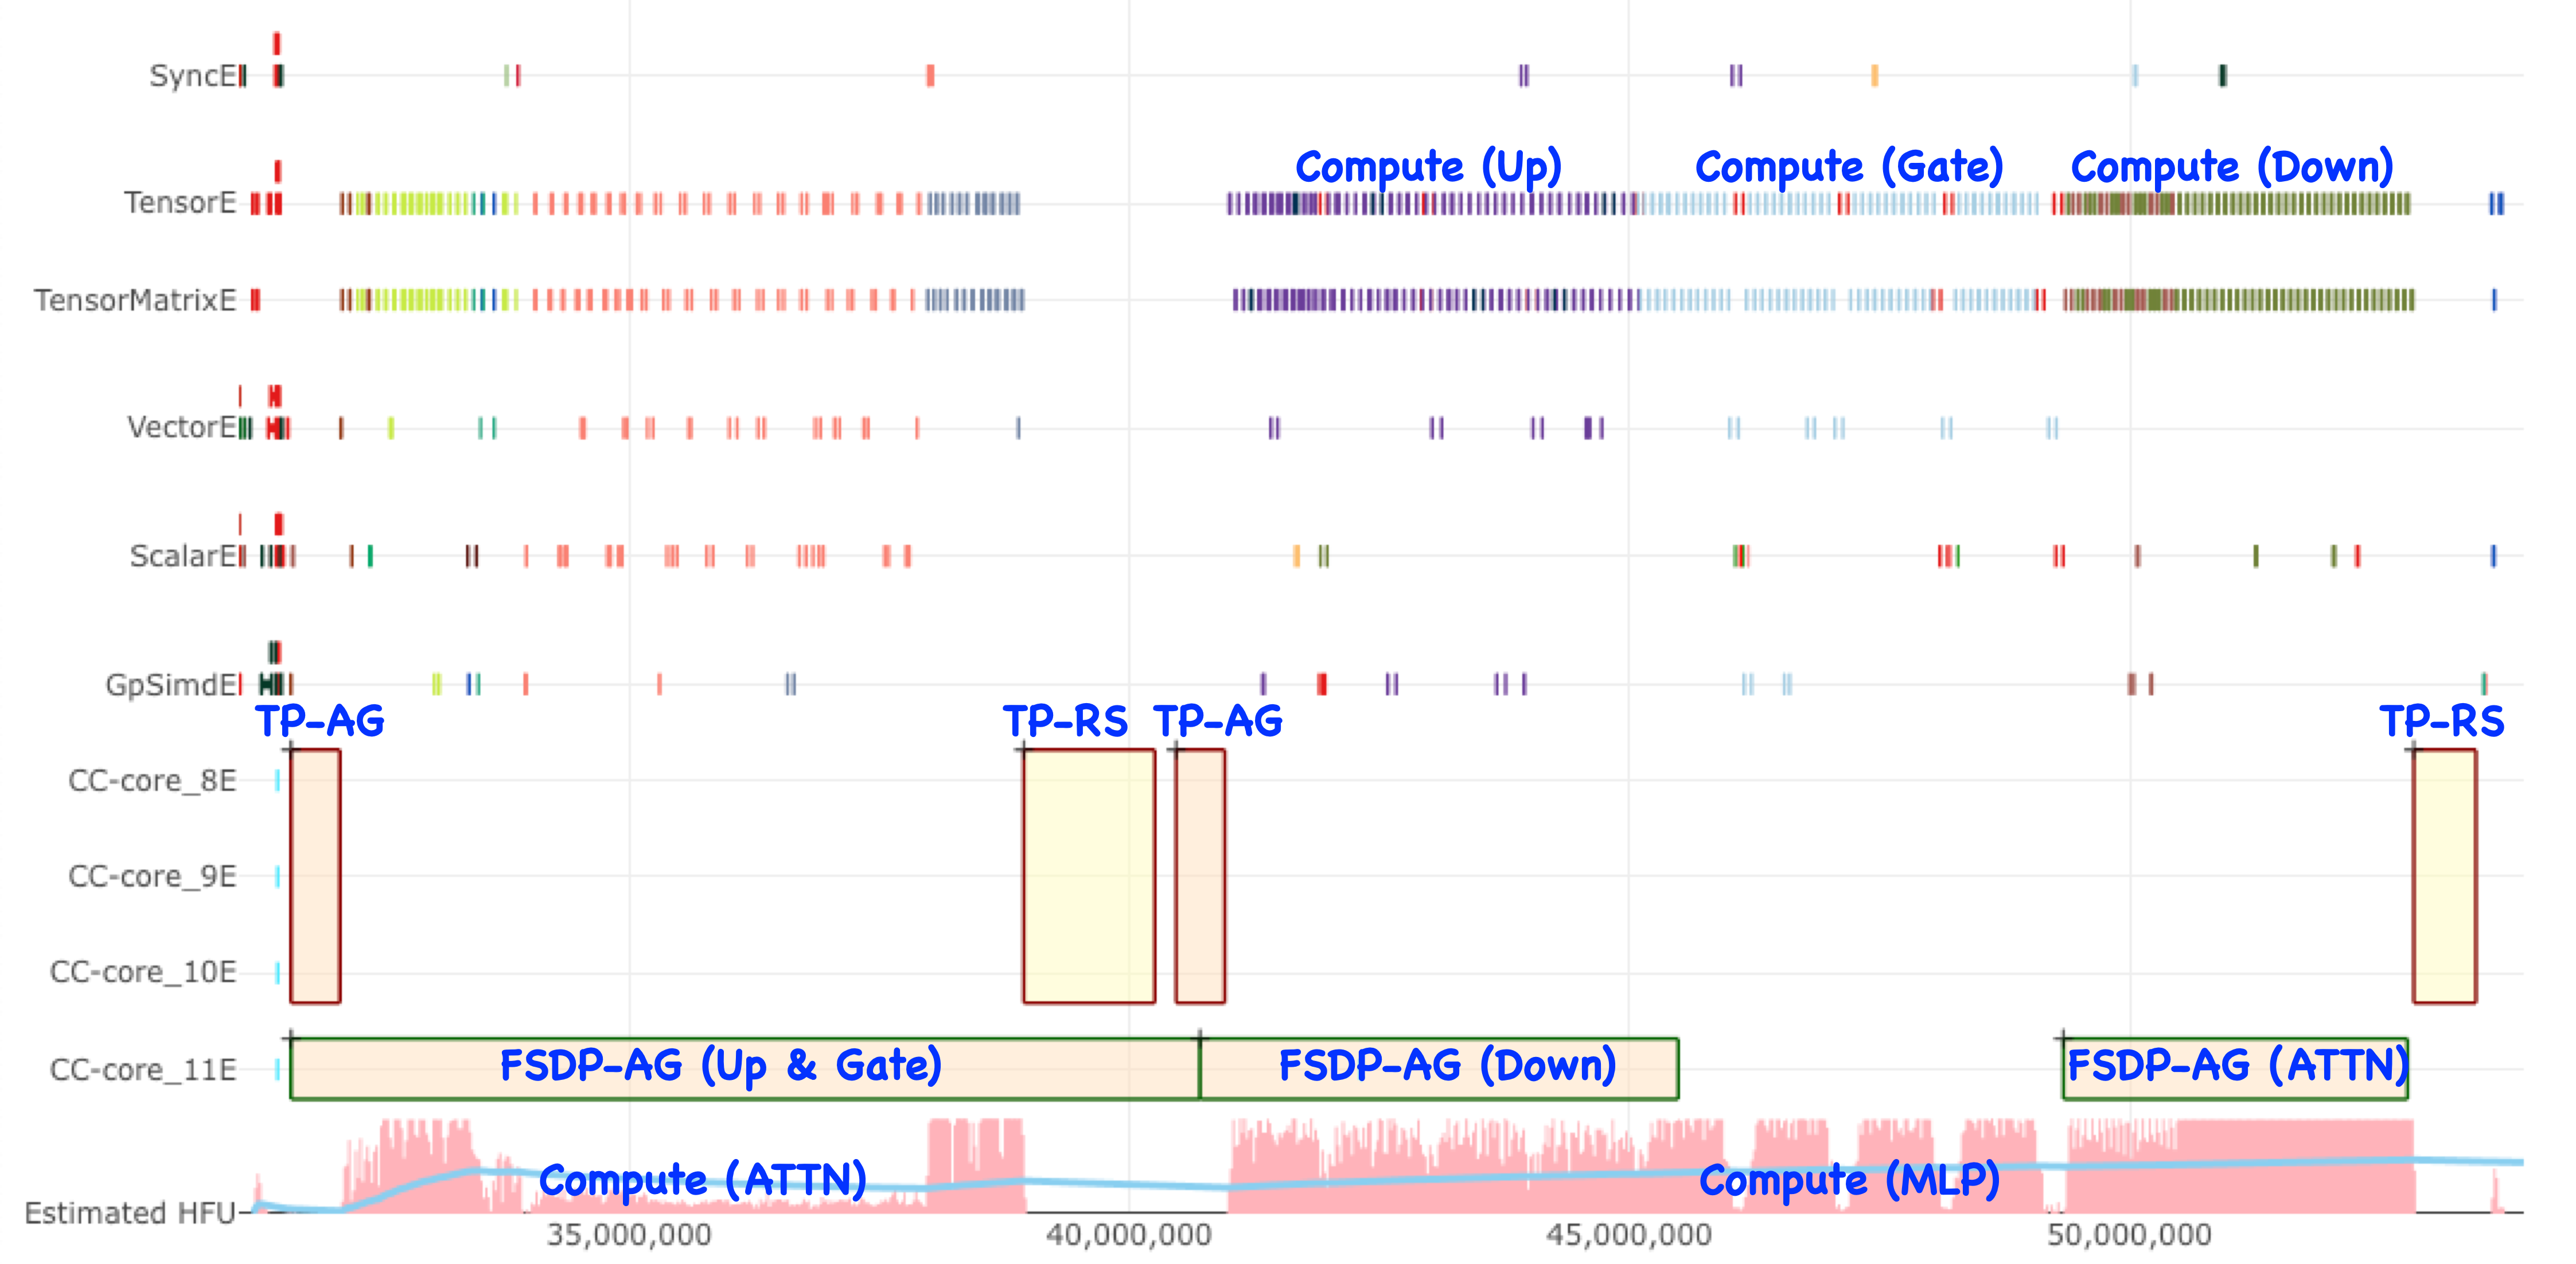 SyncE
Compute (Up) Compute (Gate) Compute (Down)
TensorE
TensorMatrixE
VectorE
ScalarE
GpSimdE
TP-AG TP-RS TP-AG TP-RS
CC-core_8E
CC-core_9E
CC-core_10E
CC-core_11E FSDP-AG (Up & Gate) FSDP-AG (Down) FSDP-AG (ATTN)
Compute (ATTN) Compute (MLP)
Estimated HFU
35,000,000 40,000,000 45,000,000 50,000,000